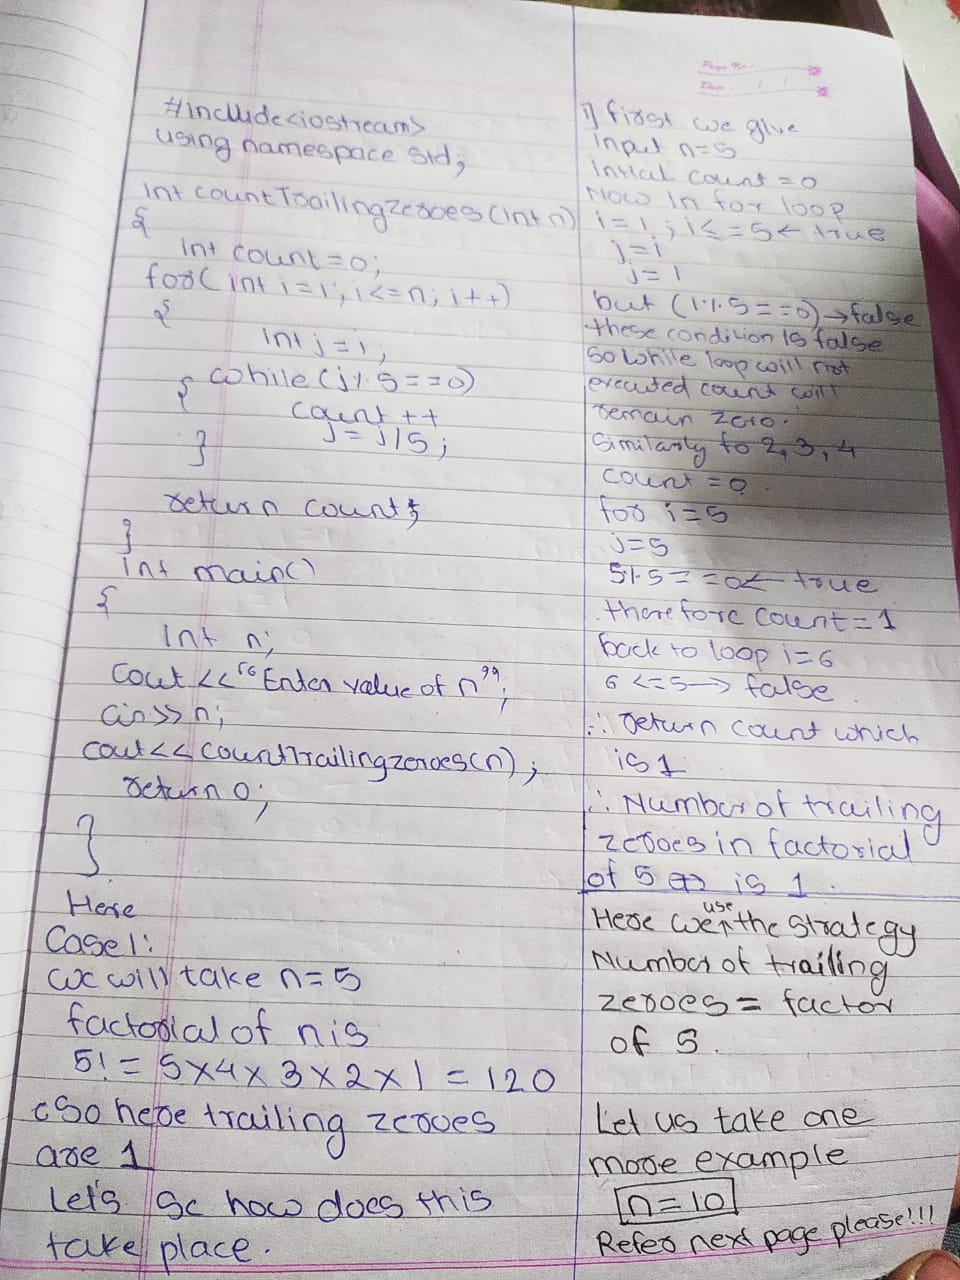 Page No.
Date: / /
#include<iostream>
using namespace std;
int countTrailingzeroes(int n)
{
int count=0;
for( int i=1; i<=n; i++)
{
int j=i;
while(j%5==0)
{
count++
j=j/5;
}
return count;
}
int main()
{
int n;
cout<<"Enter value of n";
cin>>n;
cout<<countTrailingzeroes(n);
return 0;
}
Here
Case1:
we will take n=5
factorial of n is
5! = 5x4x3x2x1 = 120
So here trailing zeroes
are 1
Let's Se how does this
take place.
1) first we give
Input n=5
Intial count=0
Now in for loop
i=1; i<=5 ← true
j=i
j=1
but (1%5==0)→false
these condition is false
so while loop will not
executed count will
remain zero.
Similarly fo 2,3,4
count=0.
for i=5
j=5
5%5==0← true
therefore count=1
back to loop i=6
6<=5→ false
∴ return count which
is 1
∴ Number of trailing
zeroes in factorial
of 5 is 1.
Here we use the strategy
Number of trailing
zeroes = factor
of 5.
Let us take one
more example
n=10
Refer next page please!!!